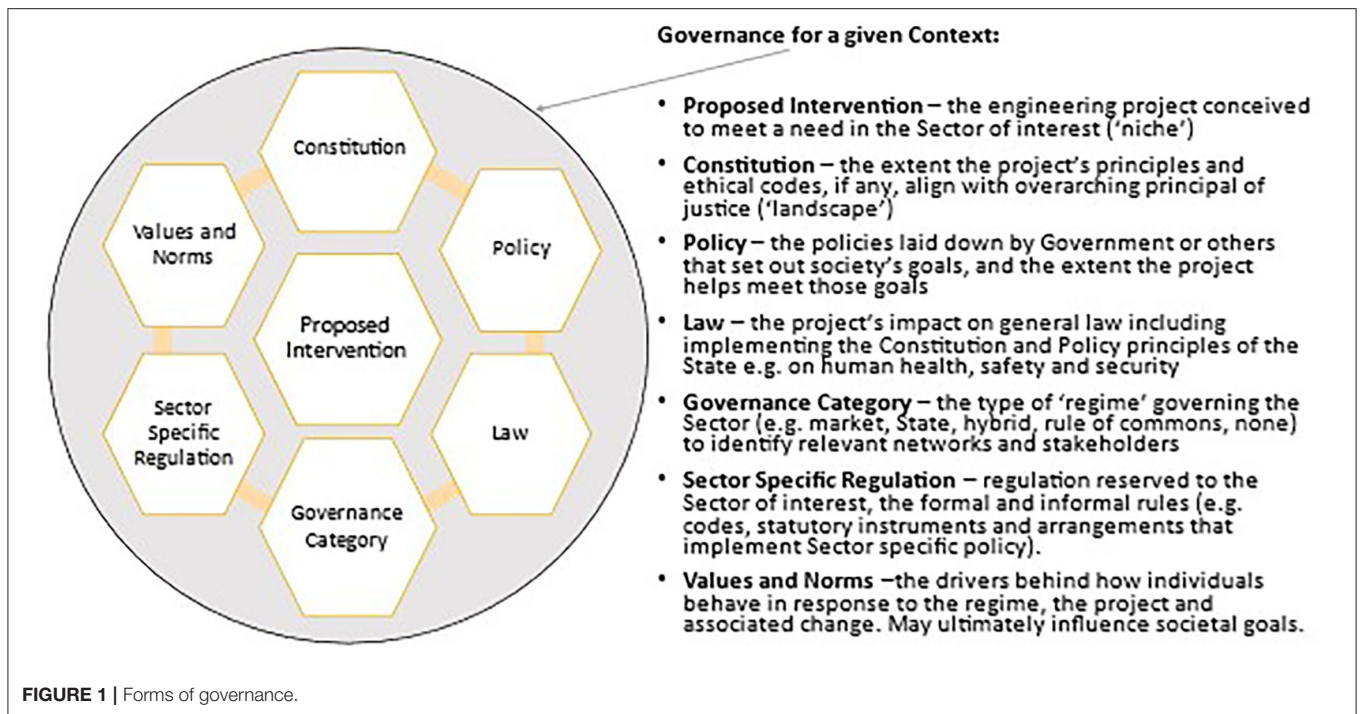 Constitution
Values and
Norms
Policy
Proposed
Intervention
Sector
Specific
Regulation
Law
Governance
Category
Governance for a given Context:
• Proposed Intervention – the engineering project conceived
to meet a need in the Sector of interest ('niche')
• Constitution – the extent the project's principles and
ethical codes, if any, align with overarching principal of
justice ('landscape')
• Policy – the policies laid down by Government or others
that set out society's goals, and the extent the project
helps meet those goals
• Law – the project's impact on general law including
implementing the Constitution and Policy principles of the
State e.g. on human health, safety and security
• Governance Category – the type of 'regime' governing the
Sector (e.g. market, State, hybrid, rule of commons, none)
to identify relevant networks and stakeholders
• Sector Specific Regulation – regulation reserved to the
Sector of interest, the formal and informal rules (e.g.
codes, statutory instruments and arrangements that
implement Sector specific policy).
• Values and Norms –the drivers behind how individuals
behave in response to the regime, the project and
associated change. May ultimately influence societal goals.
FIGURE 1 | Forms of governance.